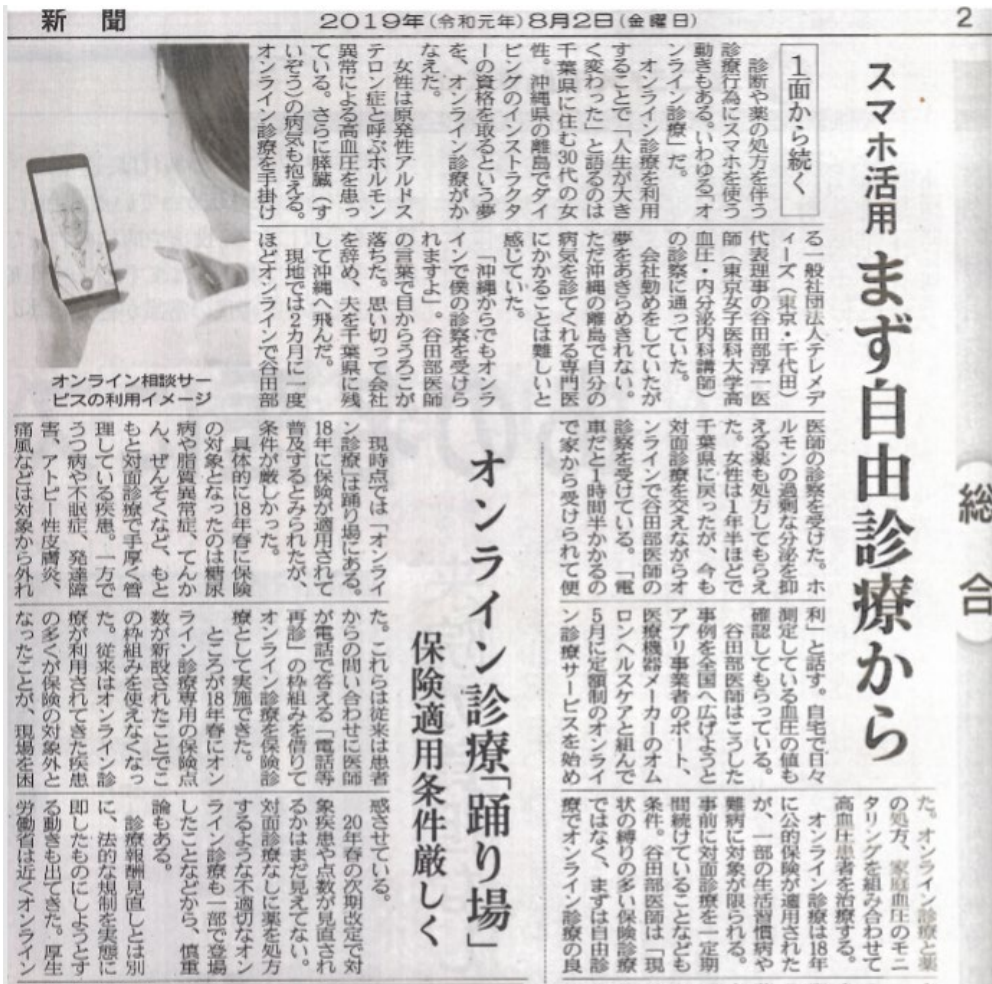 新聞
2019年(令和元年)8月2日(金曜日)
2
総合
スマホ活用 まず自由診療から
1面から続く
診断や薬の処方を伴う
診療行為にスマホを使う
動きもある。いわゆる「オ
ンライン診療」だ。
オンライン診療を利用
することで「人生が大き
く変わった」と語るのは
千葉県に住む30代の女
性。沖縄県の離島でダイ
ビングのインストラクタ
ーの資格を取るという夢
を、オンライン診療がか
なえた。
女性は原発性アルドス
テロン症と呼ぶホルモン
異常による高血圧を患っ
ている。さらに膵臓（す
いぞう）の病気も抱える。
オンライン診療を手掛け
る一般社団法人テレメデ
ィーズ（東京・千代田）
代表理事の谷田部淳一医
師（東京女子医科大学高
血圧・内分泌内科講師）
の診察に通っていた。
会社勤めをしていたが
夢をあきらめきれない。
ただ沖縄の離島で自分の
病気を診てくれる専門医
にかかることは難しいと
感じていた。
「沖縄からでもオンラ
インで僕の診察を受けら
れますよ」。谷田部医師
の言葉で目からうろこが
落ちた。思い切って会社
を辞め、夫を千葉県に残
して沖縄へ飛んだ。
現地では2カ月に一度
ほどオンラインで谷田部
オンライン相談サー
ビスの利用イメージ
医師の診察を受けた。ホ
ルモンの過剰な分泌を抑
える薬も処方してもらえ
た。女性は1年半ほどで
千葉県に戻ったが、今も
対面診療を交えながらオ
ンラインで谷田部医師の
診察を受けている。「電
車だと1時間半かかるの
で家から受けられて便
利」と話す。自宅で日々
測定している血圧の値も
確認してもらっている。
谷田部医師はこうした
事例を全国へ広げようと
アプリ事業者のポート、
医療機器メーカーのオム
ロンヘルスケアと組んで
5月に定額制のオンライ
ン診療サービスを始め
た。オンライン診療と薬
の処方、家庭血圧のモニ
タリングを組み合わせて
高血圧患者を治療する。
オンライン診療は18年
に公的保険が適用された
が、一部の生活習慣病や
難病に対象が限られる。
事前に対面診療を一定期
間続けていることなども
条件。谷田部医師は「現
状の縛りの多い保険診療
ではなく、まずは自由診
療でオンライン診療の良
オンライン診療「踊り場」
保険適用条件厳しく
現時点では「オンライ
ン診療」は踊り場にある。
18年に保険が適用されて
普及するとみられたが、
条件が厳しかった。
具体的に18年春に保険
の対象となったのは糖尿
病や脂質異常症、てんか
ん、ぜんそくなど、もと
もと対面診療で手厚く管
理している疾患。一方で
うつ病や不眠症、発達障
害、アトピー性皮膚炎、
痛風などは対象から外れ
た。これらは従来は患者
からの問い合わせに医師
が電話で答える「電話等
再診」の枠組みを借りて
オンライン診療を保険診
療として実施できた。
ところが18年春にオン
ライン診療専用の保険点
数が新設されたことでこ
の枠組みを使えなくなっ
た。従来はオンライン診
療が利用されてきた疾患
の多くが保険の対象外と
なったことが、現場を困
惑させている。
20年春の次期改定で対
象疾患や点数が見直され
るかはまだ見えてない。
対面診療なしに薬を処方
するような不適切なオン
ライン診療も一部で登場
したことなどから、慎重
論もある。
診療報酬見直しとは別
に、法的な規制を実態に
即したものにしようとす
る動きも出てきた。厚生
労働省は近くオンライン